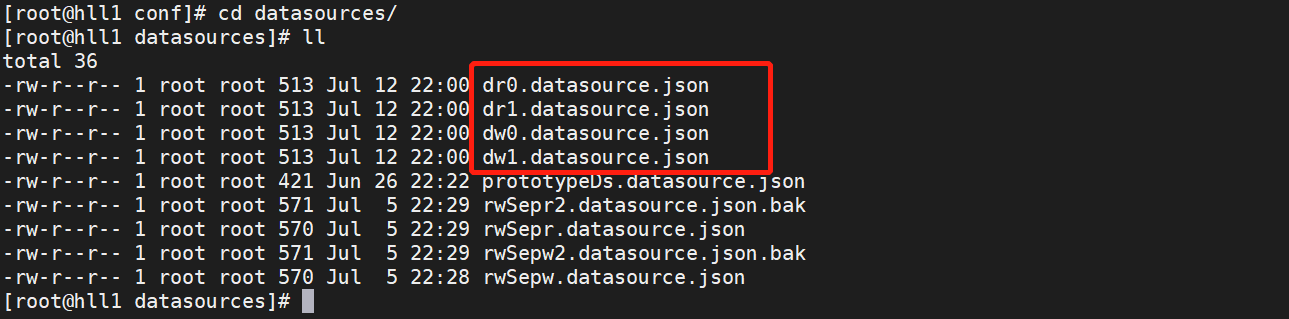 [root@hll1 conf]# cd datasources/
[root@hll1 datasources]# ll
total 36
-rw-r--r-- 1 root root 513 Jul 12 22:00 dr0.datasource.json
-rw-r--r-- 1 root root 513 Jul 12 22:00 dr1.datasource.json
-rw-r--r-- 1 root root 513 Jul 12 22:00 dw0.datasource.json
-rw-r--r-- 1 root root 513 Jul 12 22:00 dw1.datasource.json
-rw-r--r-- 1 root root 421 Jun 26 22:22 prototypeDs.datasource.json
-rw-r--r-- 1 root root 571 Jul  5 22:29 rwSepr2.datasource.json.bak
-rw-r--r-- 1 root root 570 Jul  5 22:29 rwSepr.datasource.json
-rw-r--r-- 1 root root 571 Jul  5 22:29 rwSepw2.datasource.json.bak
-rw-r--r-- 1 root root 570 Jul  5 22:28 rwSepw.datasource.json
[root@hll1 datasources]#